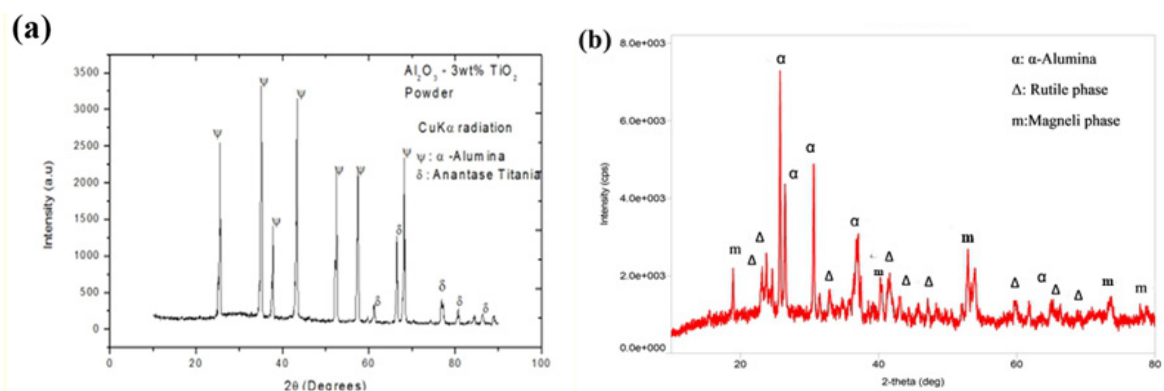 (a)
Al2O3 - 3wt% TiO2
Powder
CuKα radiation
ψ : α -Alumina
δ : Anantase Titania
ψ
ψ
ψ
ψ
ψ
ψ
ψ
ψ
δ
δ
δ
δ
δ
3500
3000
2500
2000
1500
1000
500
0
Intensity (a.u)
0 20 40 60 80 100
2θ (Degrees)
(b)
α: α-Alumina
Δ: Rutile phase
m:Magneli phase
8.0e+003
6.0e+003
4.0e+003
2.0e+003
0.0e+000
Intensity (cps)
m
Δ
Δ
α
α
α
Δ
α
m
Δ
Δ
Δ
m
Δ
α
Δ
Δ
m
m
20 40 60 80
2-theta (deg)